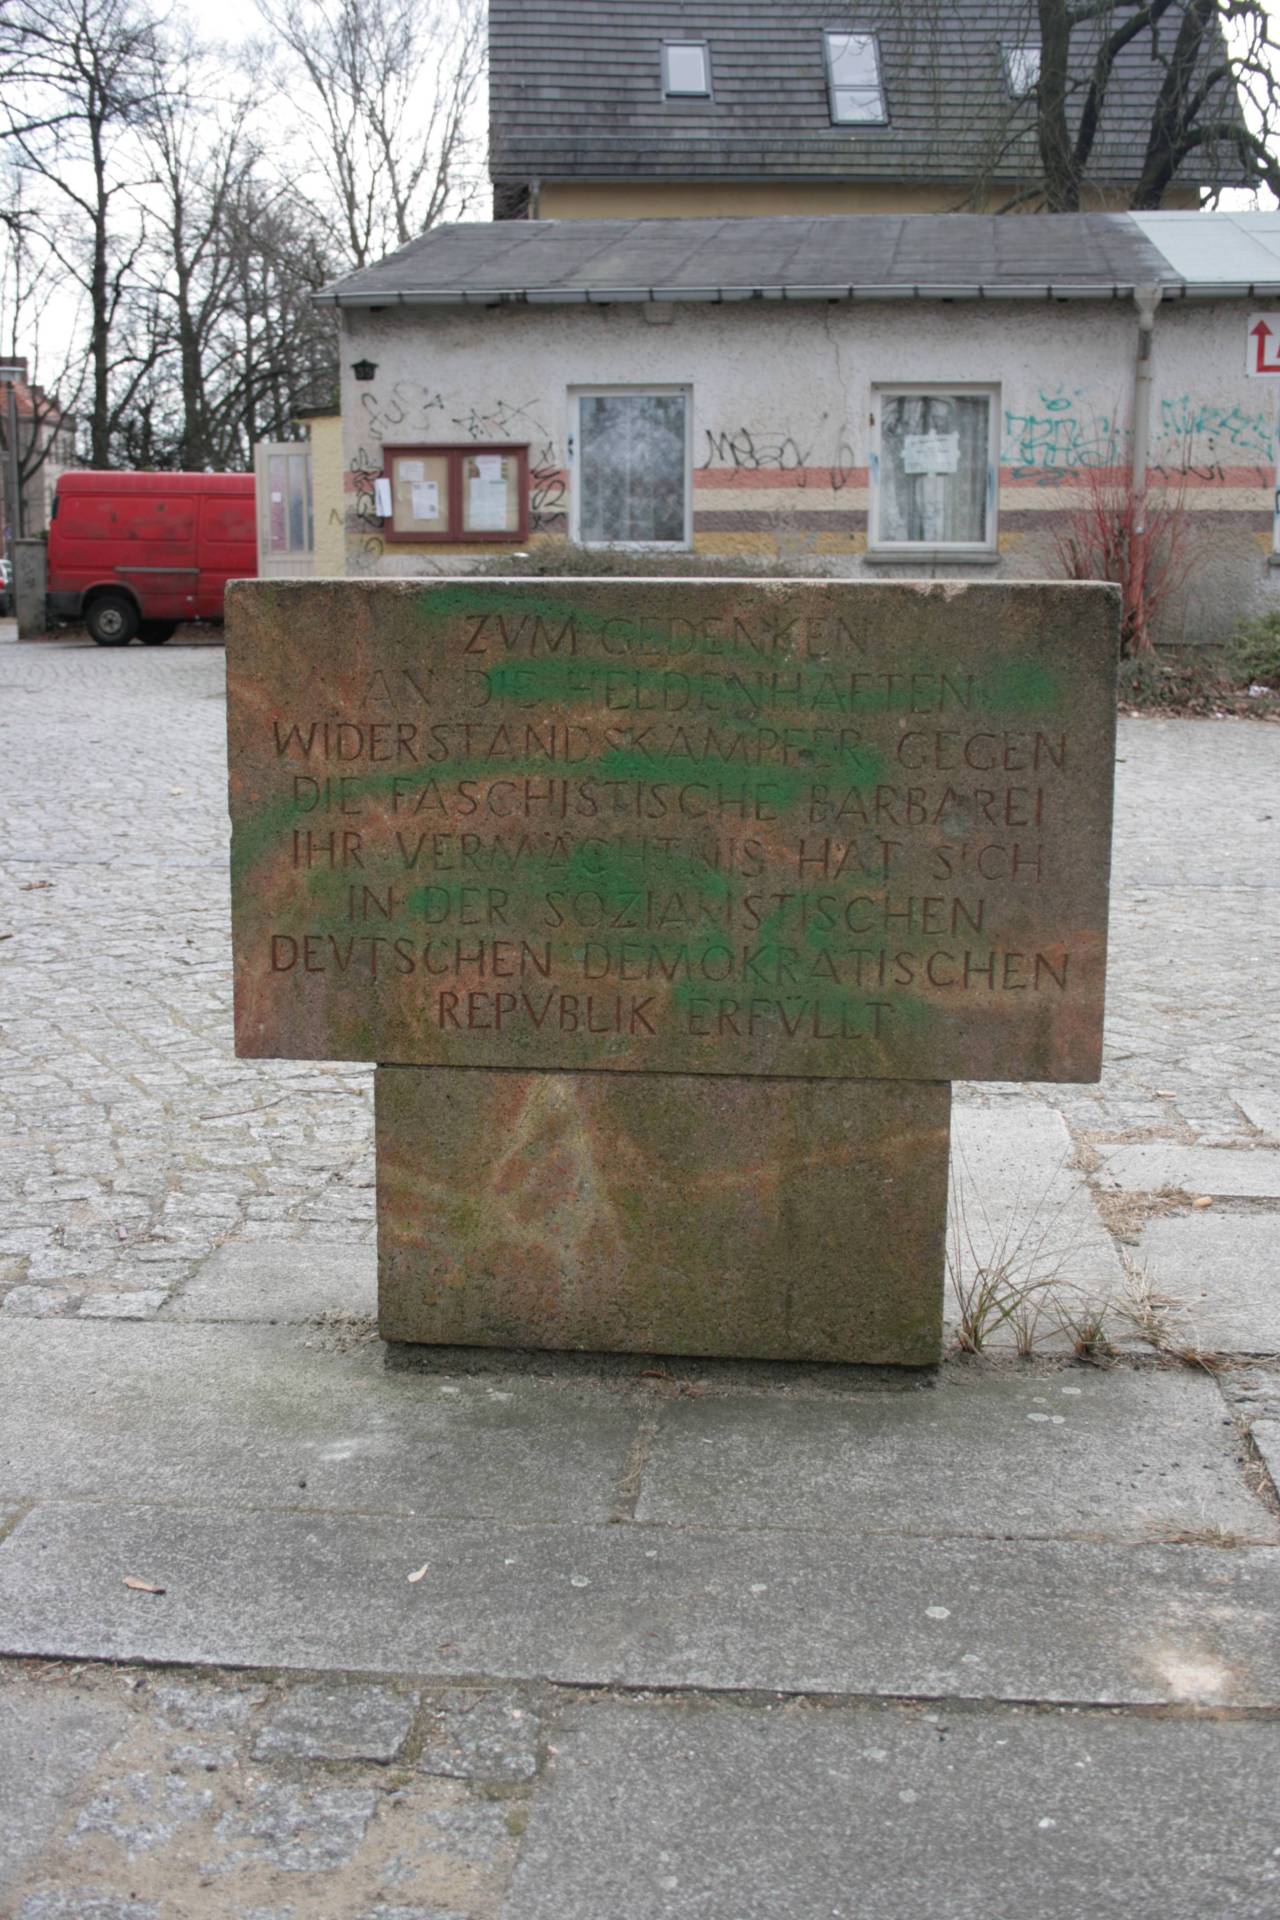 ZVM GEDENKEN
AN DIE HELDENHAFTEN
WIDERSTANDSKÄMPFER GEGEN
DIE FASCHISTISCHE BARBAREI
IHR VERMÄCHTNIS HAT SICH
IN DER SOZIALISTISCHEN
DEVTSCHEN DEMOKRATISCHEN
REPVBLIK ERFÜLLT